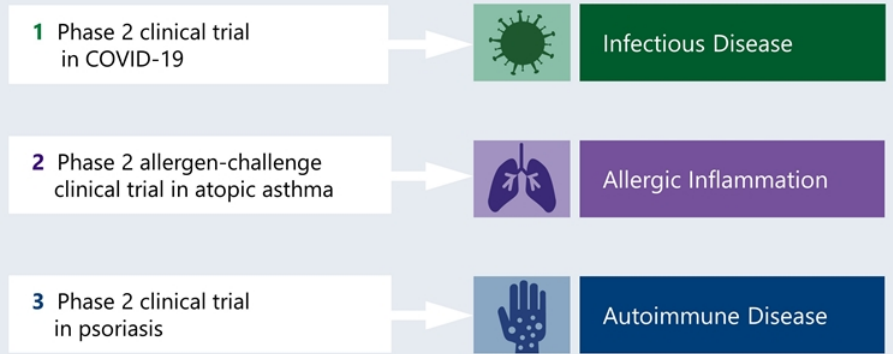 1 Phase 2 clinical trial
in COVID-19
Infectious Disease
2 Phase 2 allergen-challenge
clinical trial in atopic asthma
Allergic Inflammation
3 Phase 2 clinical trial
in psoriasis
Autoimmune Disease